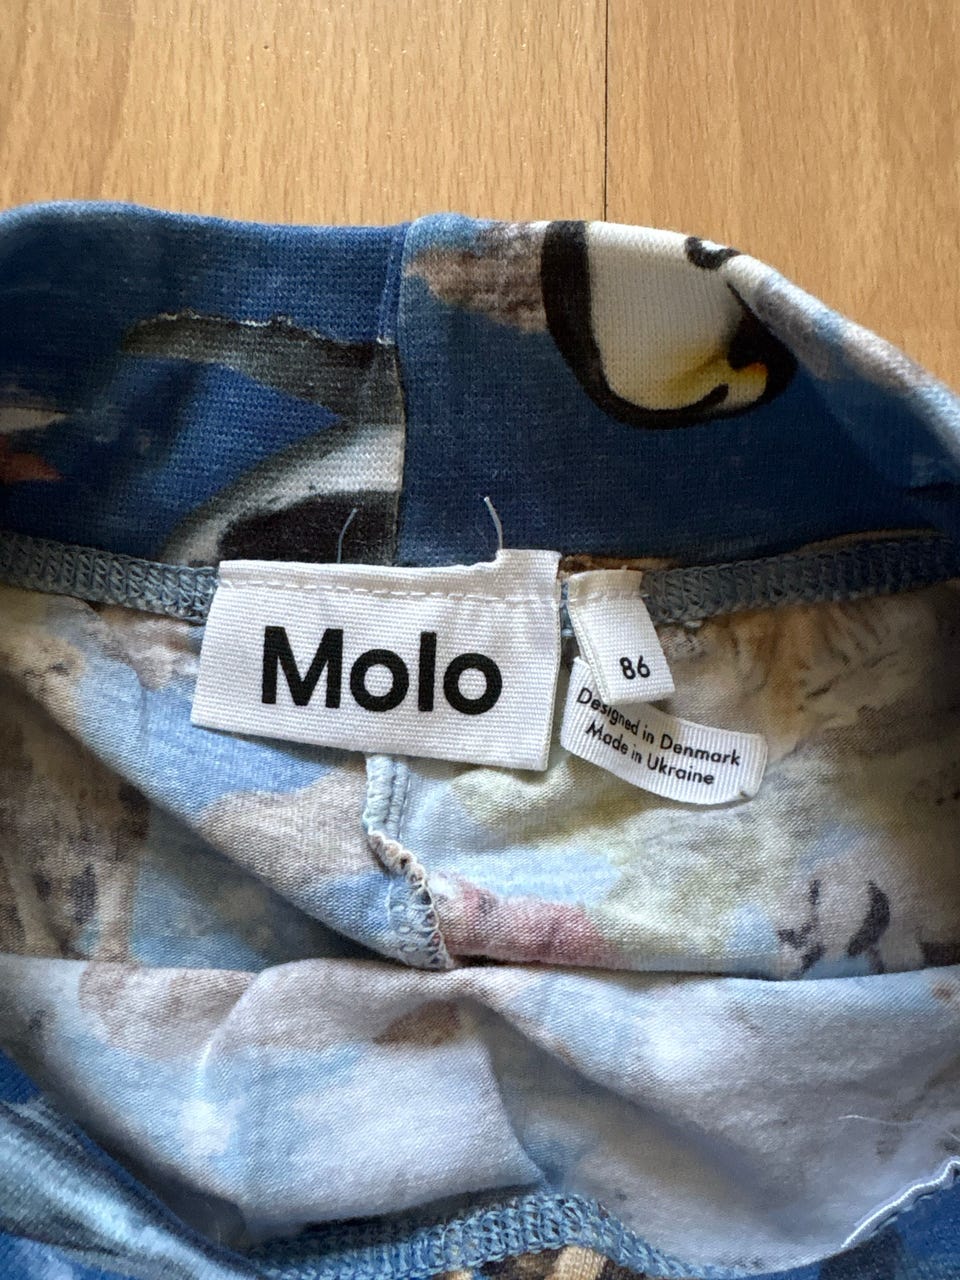 Molo
86
Designed in Denmark
Made in Ukraine